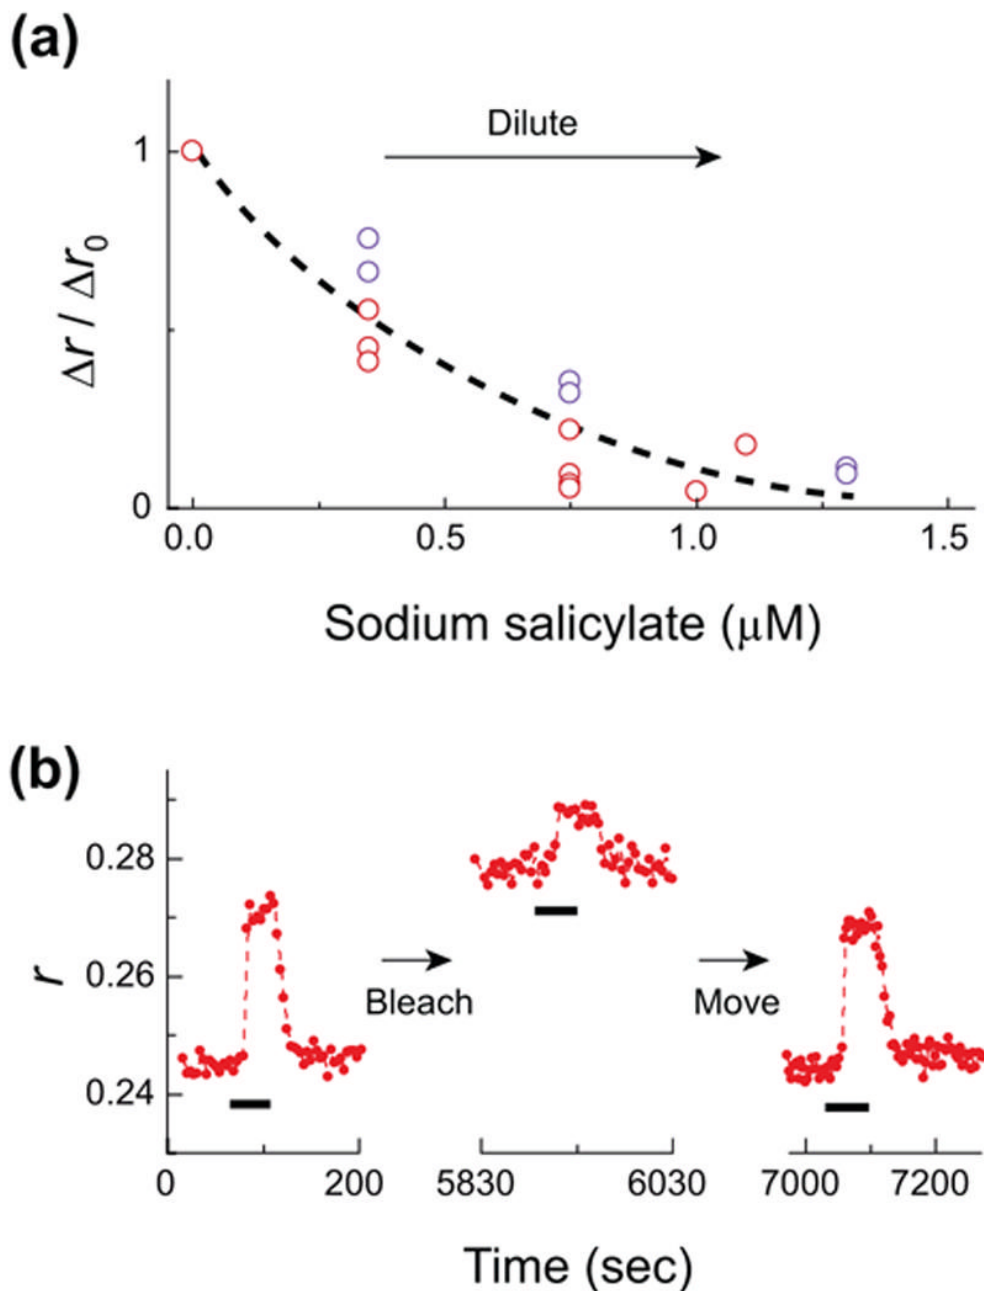 (a)
Dilute
1
Δr / Δr0
0
0.0 0.5 1.0 1.5
Sodium salicylate (μM)
(b)
0.28
r
0.26
Bleach Move
0.24
0 200 5830 6030 7000 7200
Time (sec)